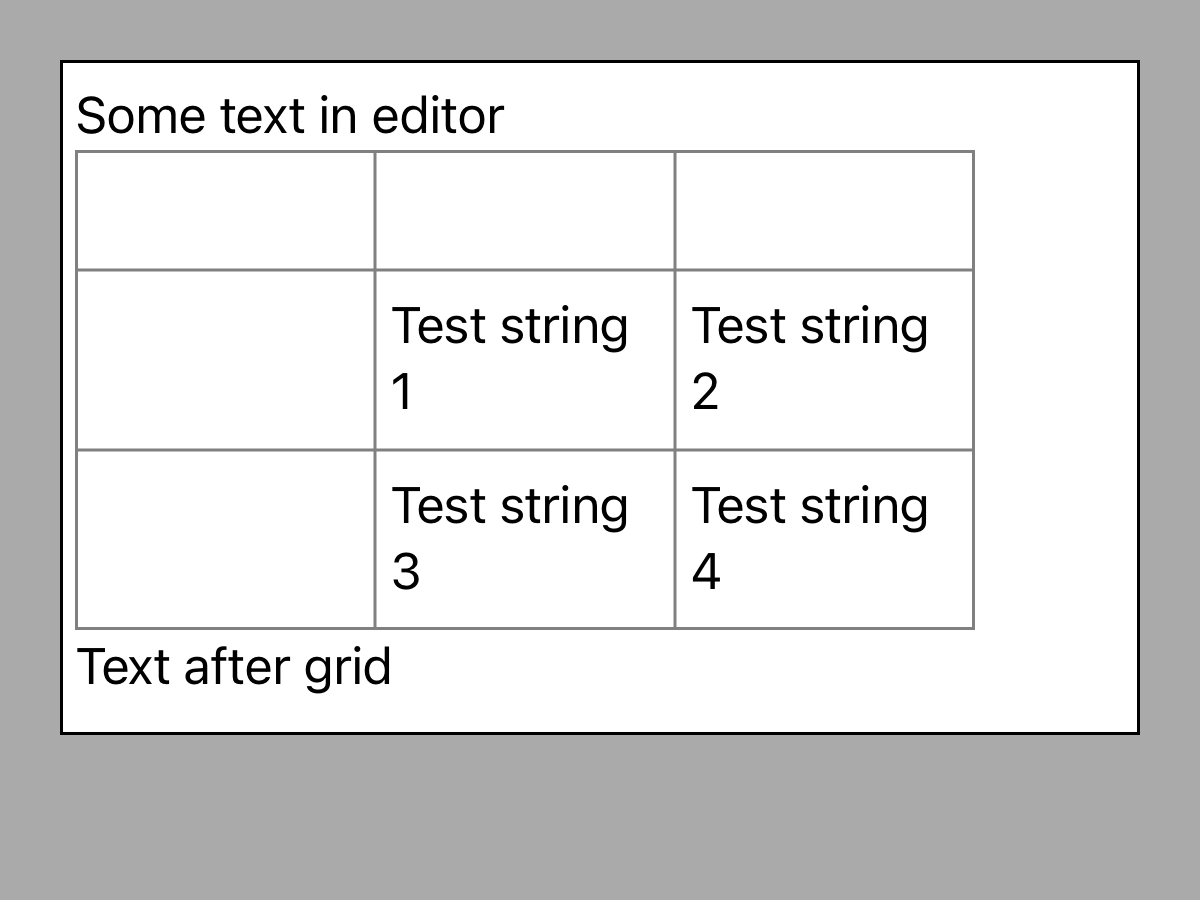 Some text in editor
Test string
1
Test string
2
Test string
3
Test string
4
Text after grid